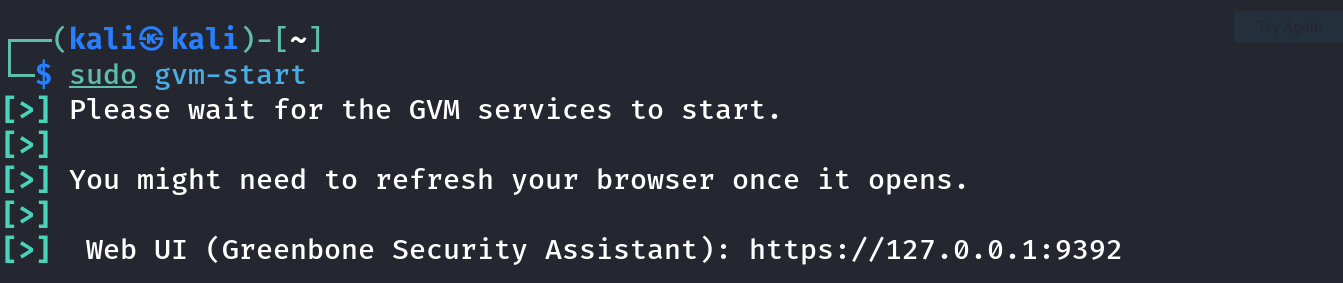 Try Again
┌──(kali㉿kali)-[~]
└─$ sudo gvm-start
[>] Please wait for the GVM services to start.
[>]
[>] You might need to refresh your browser once it opens.
[>]
[>]  Web UI (Greenbone Security Assistant): https://127.0.0.1:9392